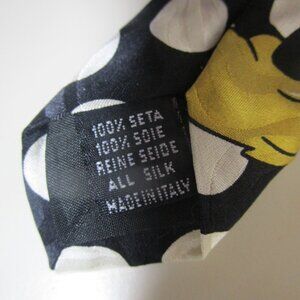 100% SETA
100% SOIE
REINE SEIDE
ALL SILK
MADE IN ITALY